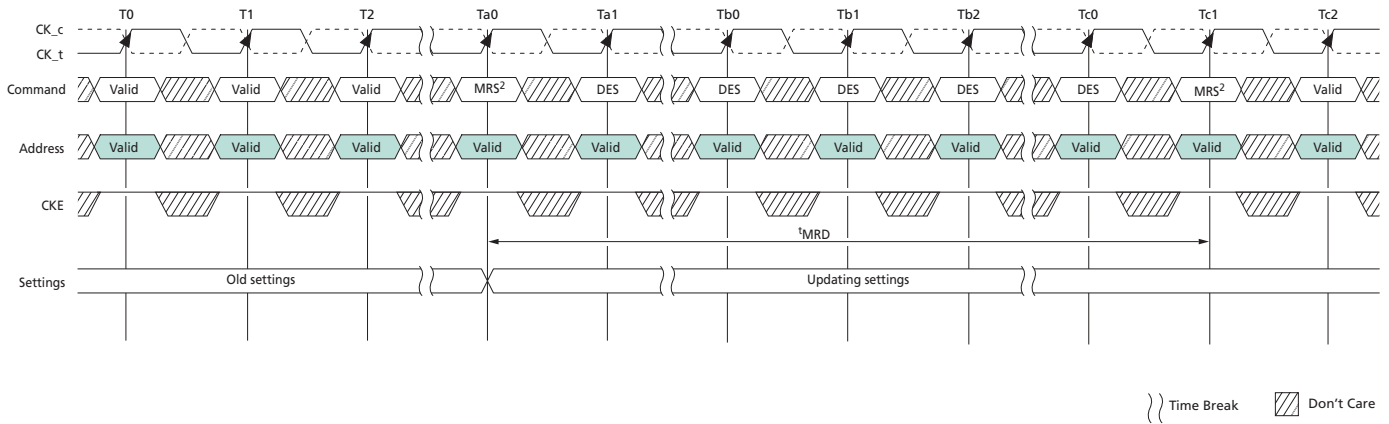 T0 T1 T2 Ta0 Ta1 Tb0 Tb1 Tb2 Tc0 Tc1 Tc2
CK_c
CK_t
Command Valid Valid Valid MRS² DES DES DES DES DES MRS² Valid
Address Valid Valid Valid Valid Valid Valid Valid Valid Valid Valid Valid
CKE
ᵗMRD
Settings Old settings Updating settings
Time Break Don't Care